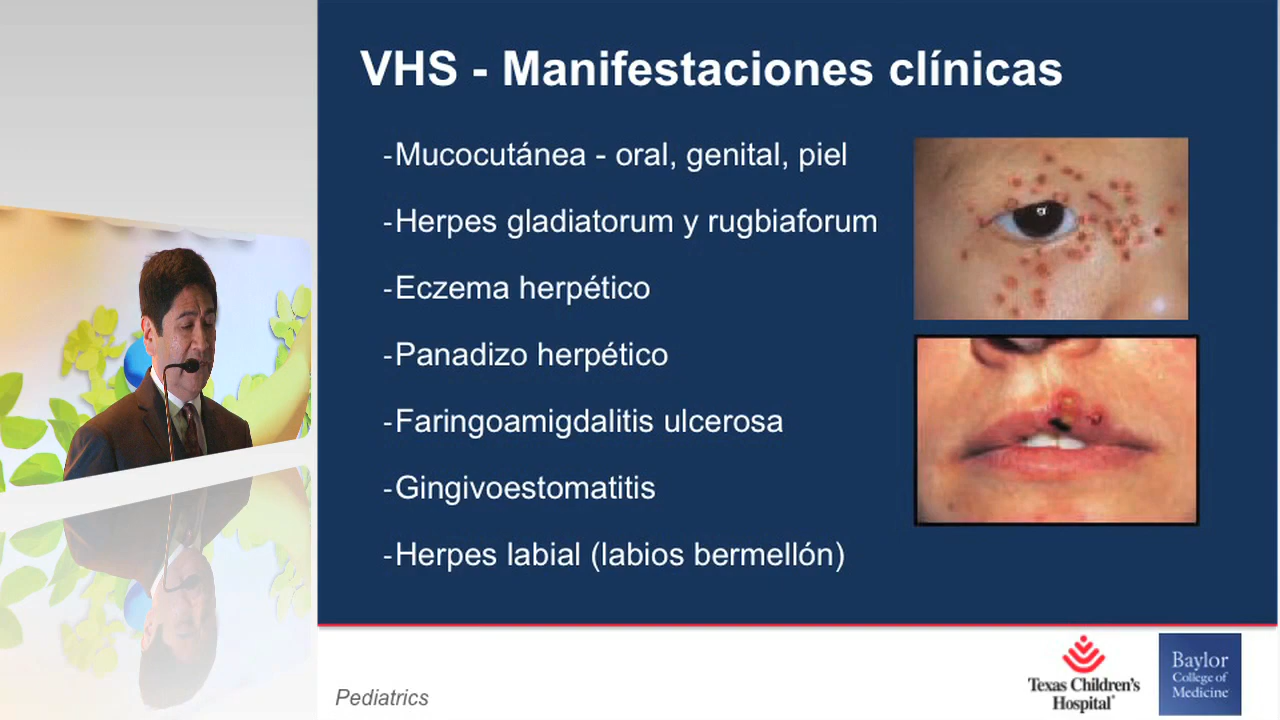 VHS - Manifestaciones clínicas
-Mucocutánea - oral, genital, piel
-Herpes gladiatorum y rugbiaforum
-Eczema herpético
-Panadizo herpético
-Faringoamigdalitis ulcerosa
-Gingivoestomatitis
-Herpes labial (labios bermellón)
Pediatrics
Texas Children's
Hospital
Baylor
College of
Medicine